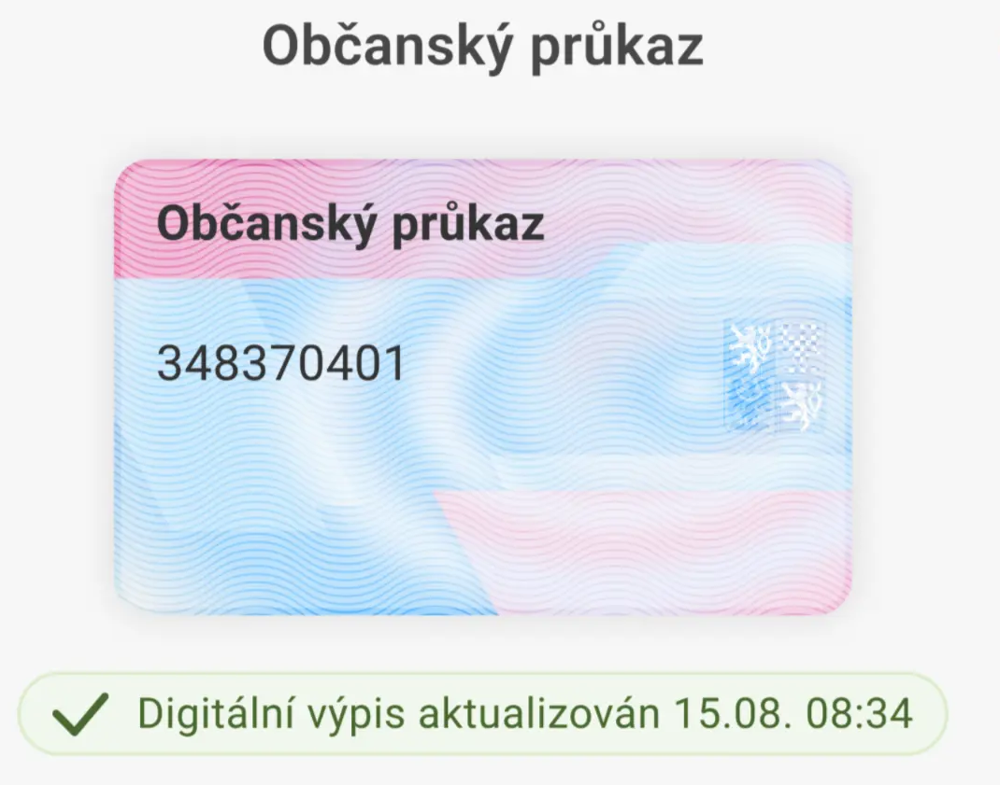 Občanský průkaz
Občanský průkaz
348370401
Digitální výpis aktualizován 15.08. 08:34